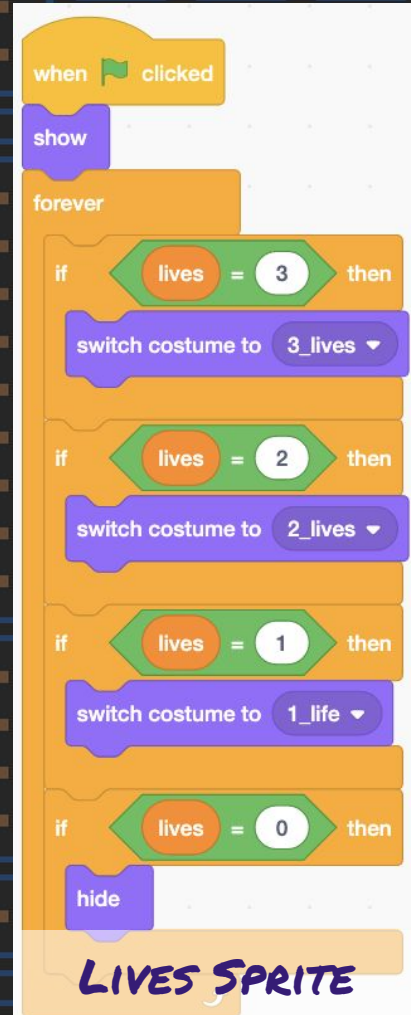 when clicked
show
forever
if lives = 3 then
switch costume to 3_lives
if lives = 2 then
switch costume to 2_lives
if lives = 1 then
switch costume to 1_life
if lives = 0 then
hide
LIVES SPRITE